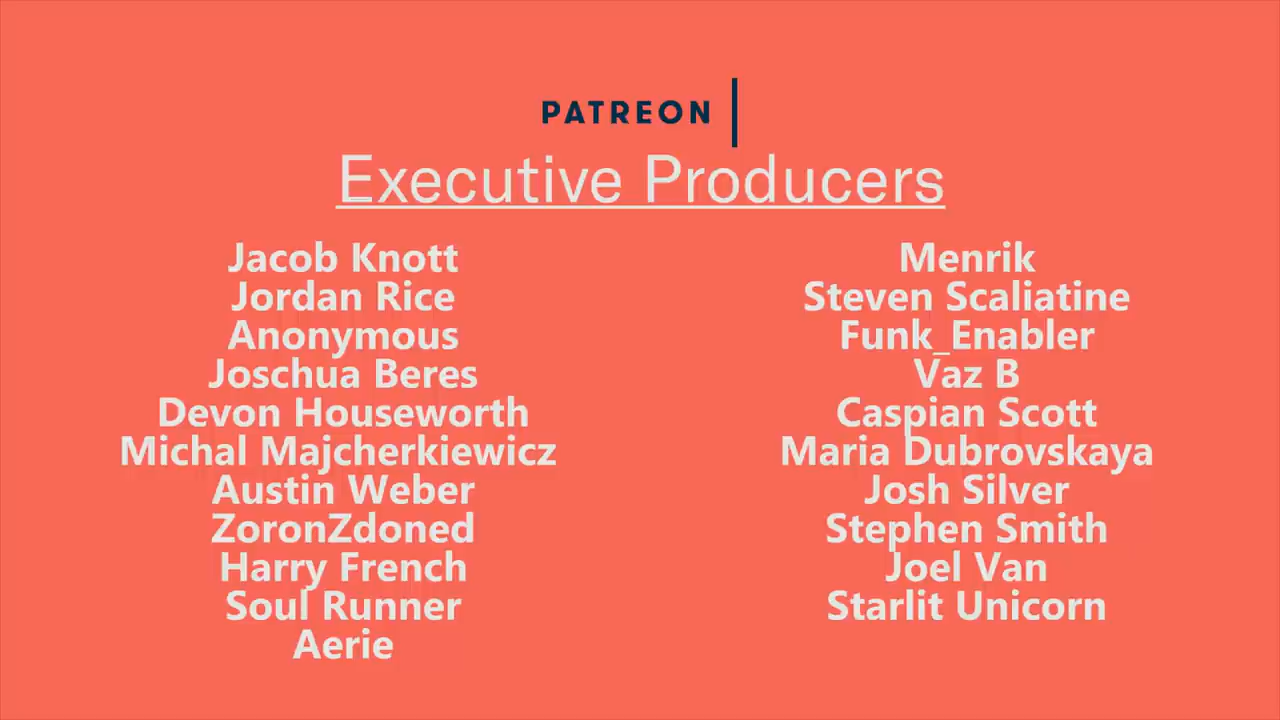 PATREON
Executive Producers
Jacob Knott
Jordan Rice
Anonymous
Joschua Beres
Devon Houseworth
Michal Majcherkiewicz
Austin Weber
ZoronZdoned
Harry French
Soul Runner
Aerie
Menrik
Steven Scaliatine
Funk_Enabler
Vaz B
Caspian Scott
Maria Dubrovskaya
Josh Silver
Stephen Smith
Joel Van
Starlit Unicorn